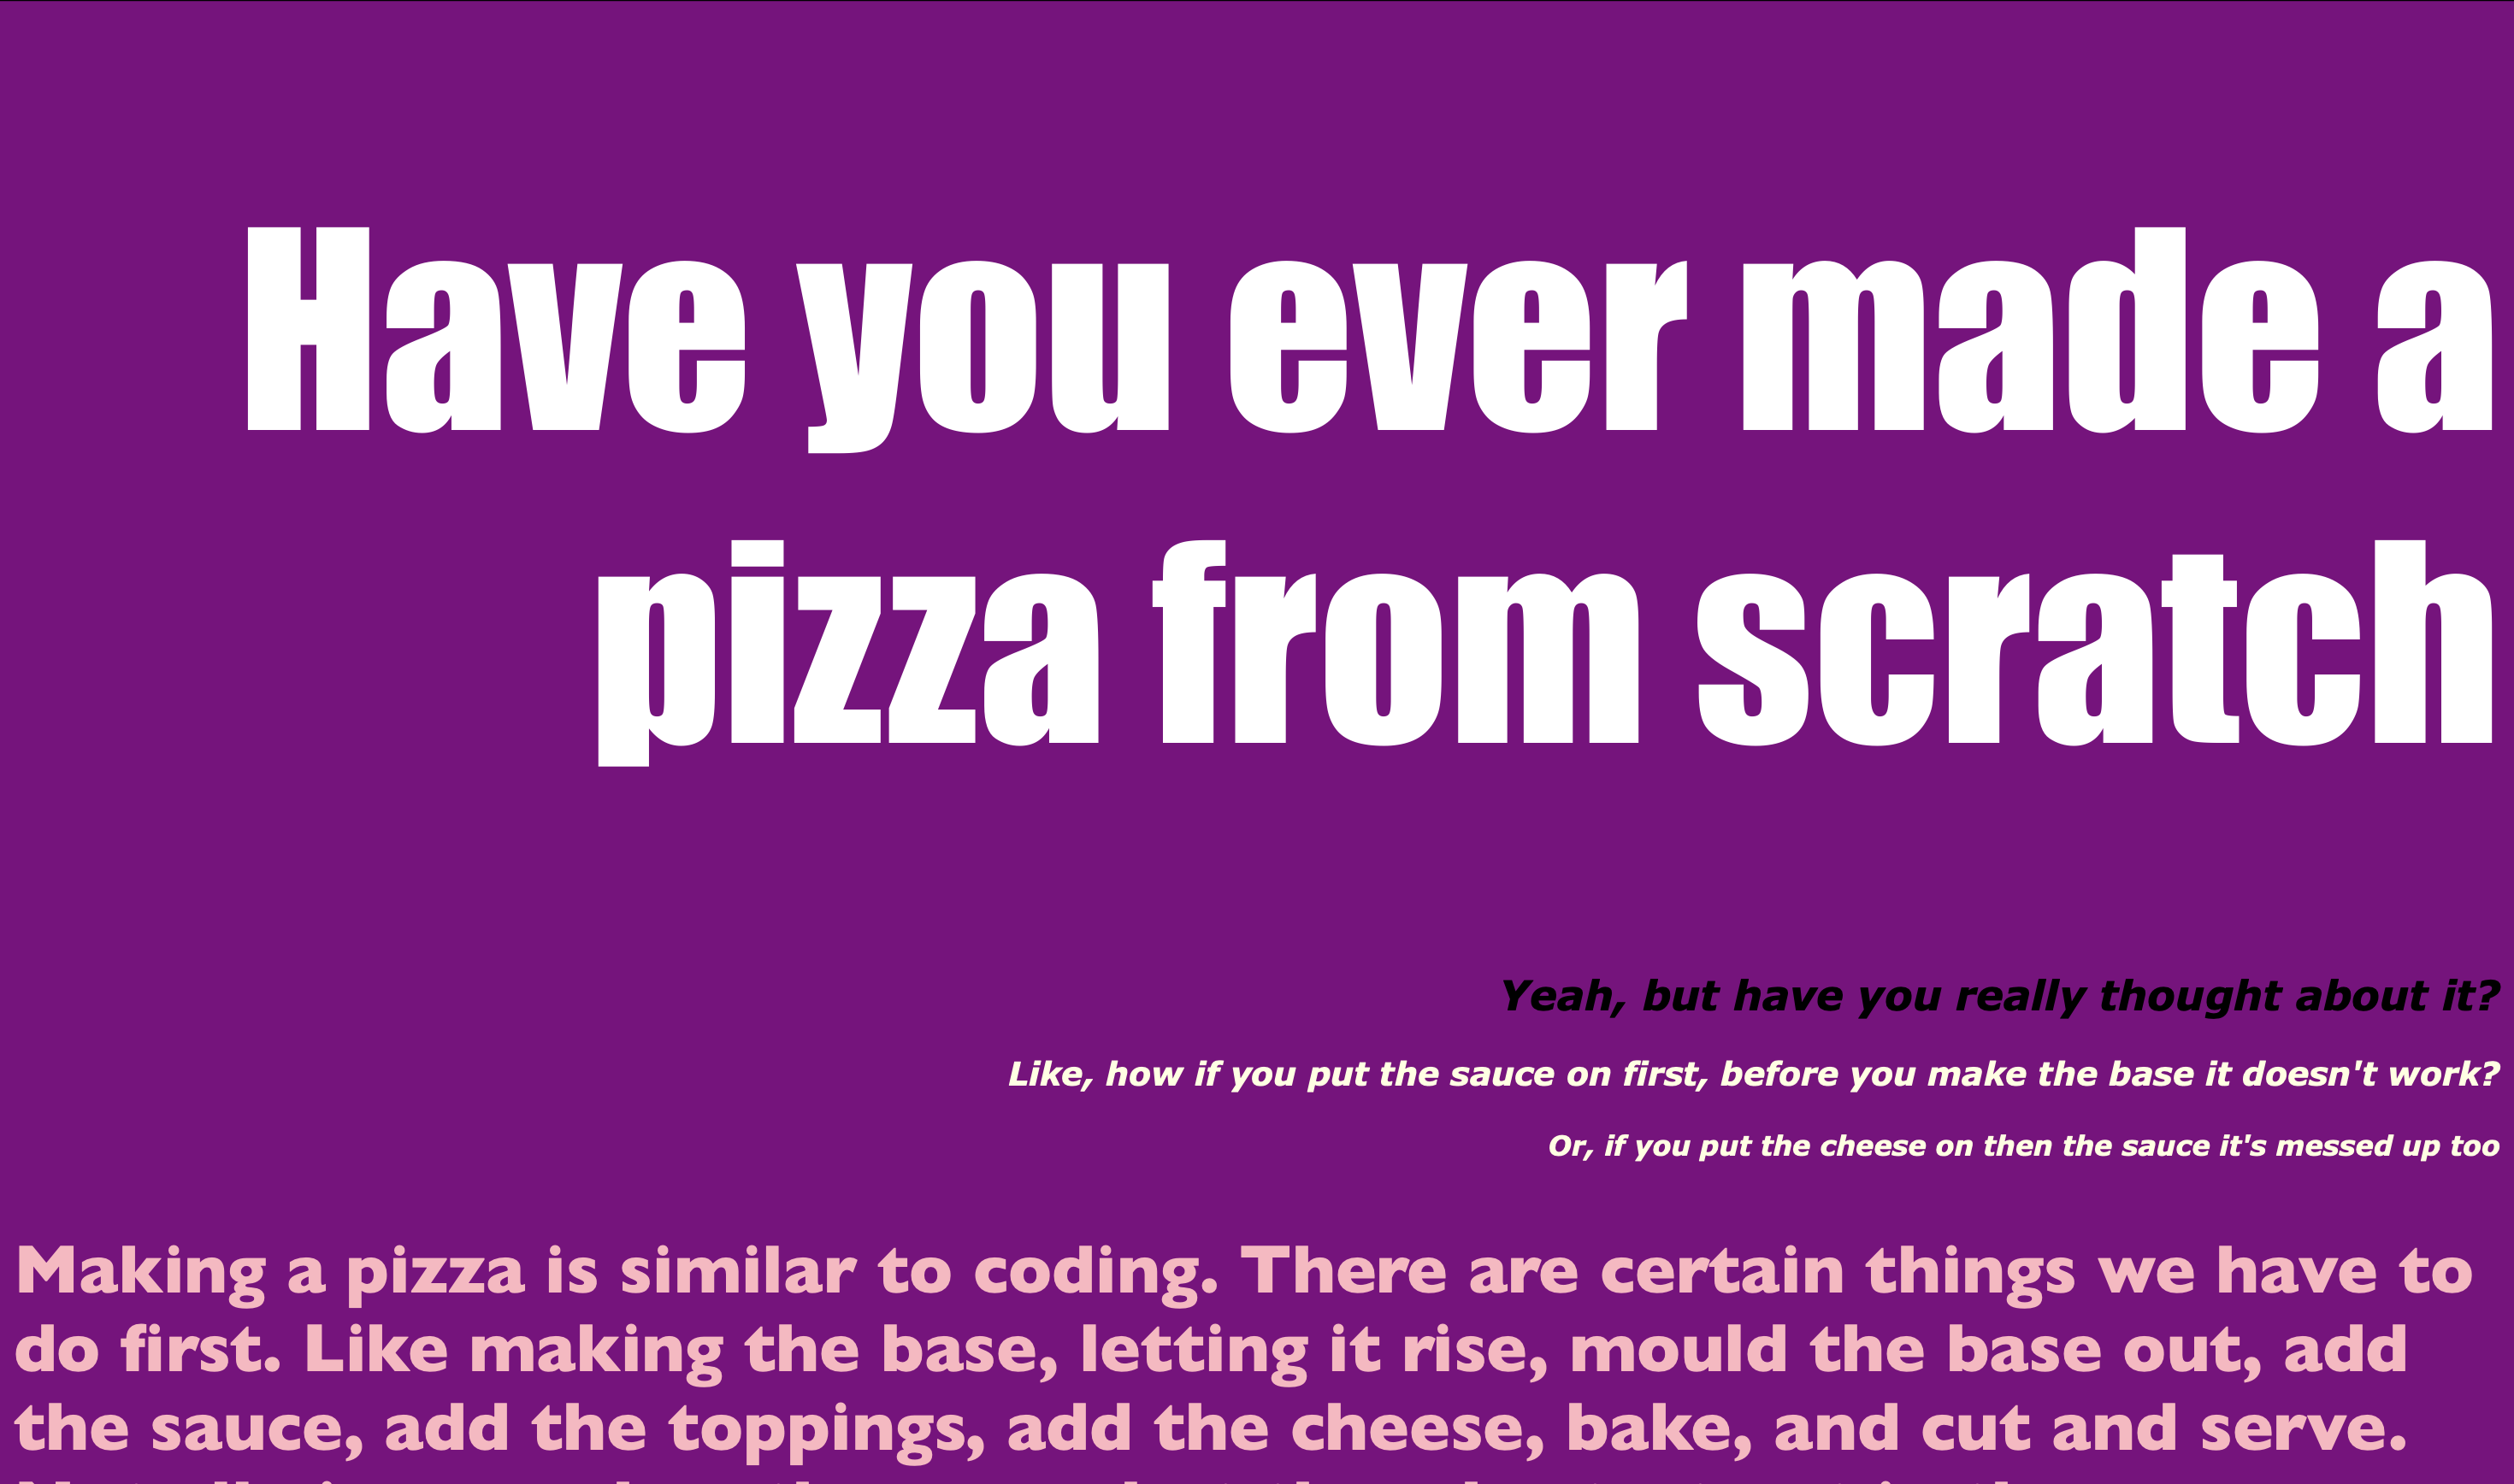 Have you ever made a
pizza from scratch
Yeah, but have you really thought about it?
Like, how if you put the sauce on first, before you make the base it doesn't work?
Or, if you put the cheese on then the sauce it's messed up too
Making a pizza is similar to coding. There are certain things we have to
do first. Like making the base, letting it rise, mould the base out, add
the sauce, add the toppings, add the cheese, bake, and cut and serve.